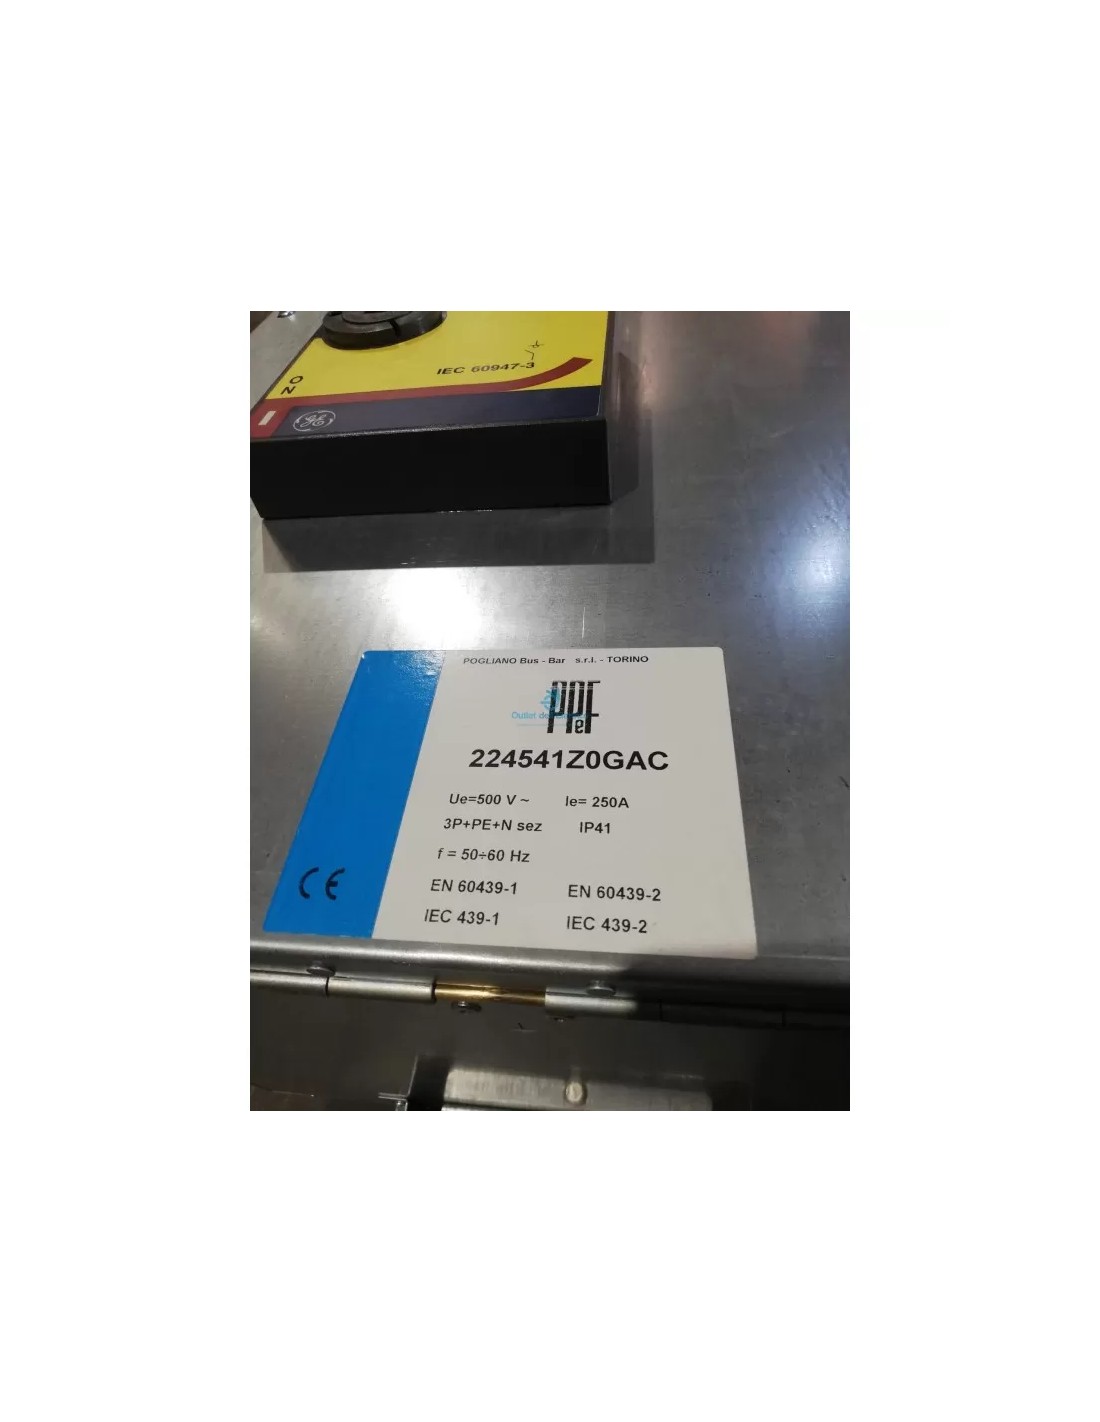 IEC 60947-3
ON
GE
POGLIANO Bus - Bar s.r.l. - TORINO
PPeF
224541Z0GAC
Ue=500 V ~ Ie= 250A
3P+PE+N sez IP41
f = 50÷60 Hz
EN 60439-1 EN 60439-2
IEC 439-1 IEC 439-2
CE